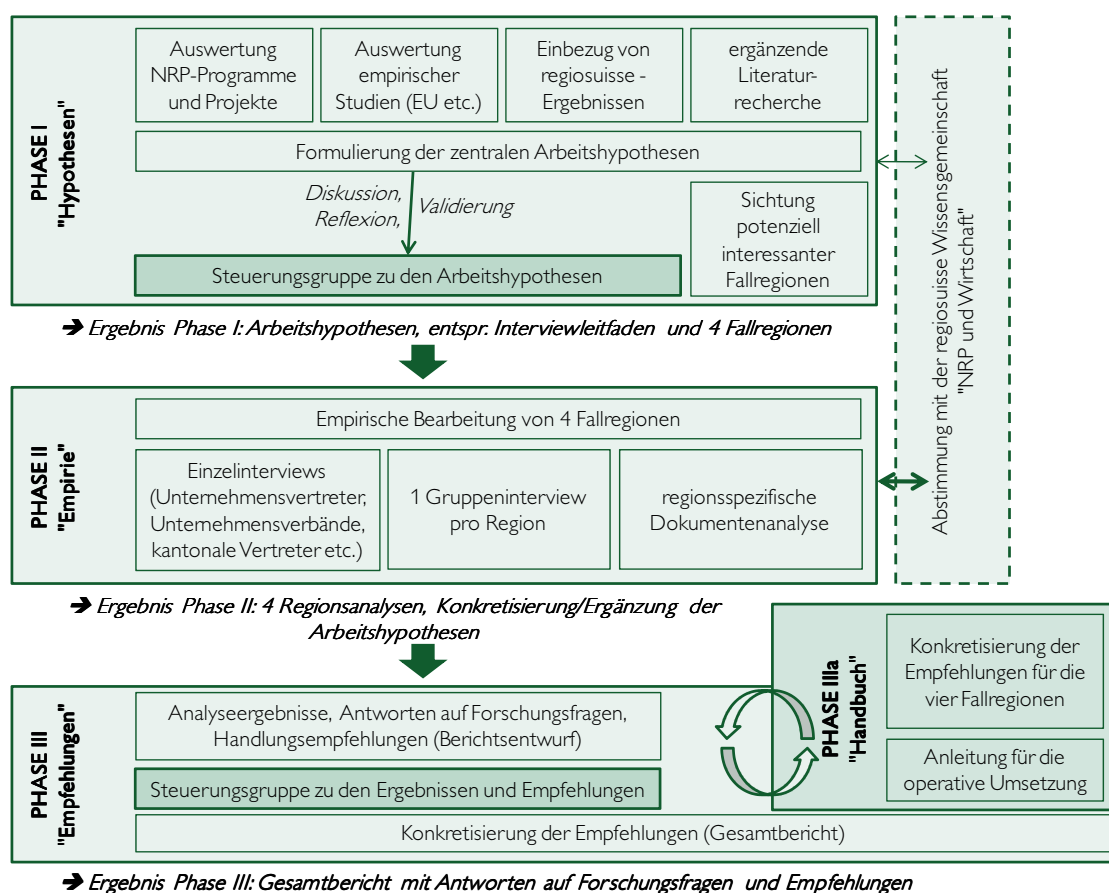 PHASE I
"Hypothesen"
Auswertung
NRP-Programme
und Projekte
Auswertung
empirischer
Studien (EU etc.)
Einbezug von
regiosuisse -
Ergebnissen
ergänzende
Literatur-
recherche
Formulierung der zentralen Arbeitshypothesen
Diskussion,
Reflexion,
Validierung
Steuerungsgruppe zu den Arbeitshypothesen
Sichtung
potenziell
interessanter
Fallregionen
➔ Ergebnis Phase I: Arbeitshypothesen, entspr. Interviewleitfaden und 4 Fallregionen
Abstimmung mit der regiosuisse Wissensgemeinschaft
"NRP und Wirtschaft"
PHASE II
"Empirie"
Empirische Bearbeitung von 4 Fallregionen
Einzelinterviews
(Unternehmensvertreter,
Unternehmensverbände,
kantonale Vertreter etc.)
1 Gruppeninterview
pro Region
regionsspezifische
Dokumentenanalyse
➔ Ergebnis Phase II: 4 Regionsanalysen, Konkretisierung/Ergänzung der
Arbeitshypothesen
PHASE III
"Empfehlungen"
Analyseergebnisse, Antworten auf Forschungsfragen,
Handlungsempfehlungen (Berichtsentwurf)
Steuerungsgruppe zu den Ergebnissen und Empfehlungen
Konkretisierung der Empfehlungen (Gesamtbericht)
PHASE IIIa
"Handbuch"
Konkretisierung der
Empfehlungen für die
vier Fallregionen
Anleitung für die
operative Umsetzung
➔ Ergebnis Phase III: Gesamtbericht mit Antworten auf Forschungsfragen und Empfehlungen